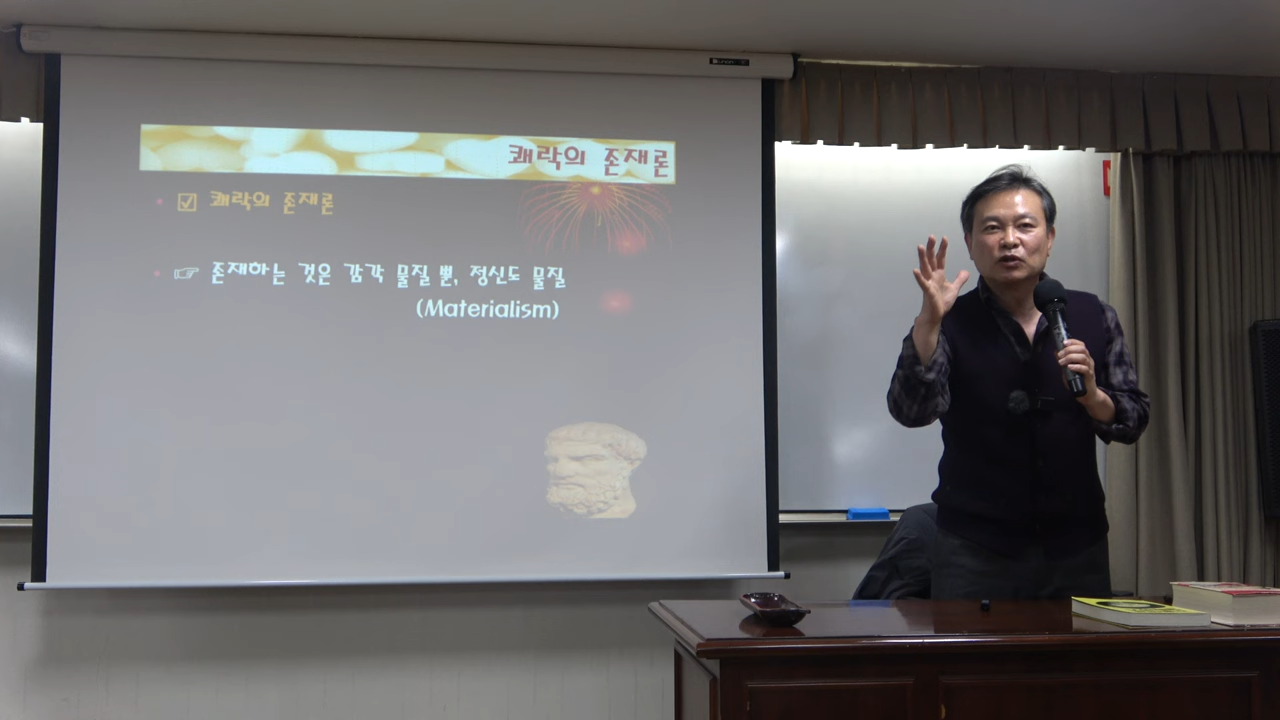 쾌락의 존재론
☑ 쾌락의 존재론
☞ 존재하는 것은 감각 물질 뿐, 정신도 물질
(Materialism)